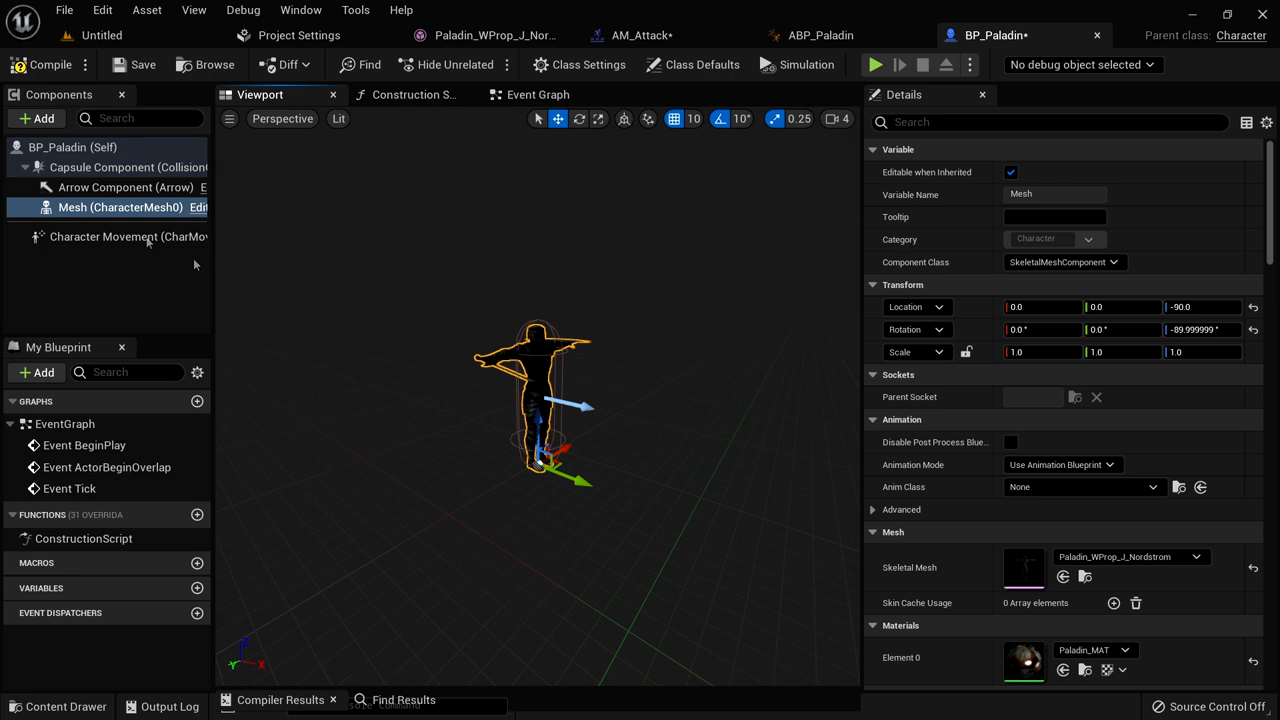 File Edit Asset View Debug Window Tools Help
Untitled Project Settings Paladin_WProp_J_Nor... AM_Attack* ABP_Paladin BP_Paladin* Parent class: Character
Compile Save Browse Diff Find Hide Unrelated Class Settings Class Defaults Simulation No debug object selected
Components Viewport Construction S... Event Graph Details
Add Search Perspective Lit 10 10° 0.25 4 Search
BP_Paladin (Self)
Capsule Component (Collision
Arrow Component (Arrow) E
Mesh (CharacterMesh0) Edit
Character Movement (CharMov
My Blueprint
Add Search
GRAPHS
EventGraph
Event BeginPlay
Event ActorBeginOverlap
Event Tick
FUNCTIONS (31 OVERRIDA
ConstructionScript
MACROS
VARIABLES
EVENT DISPATCHERS
Z
Y X
Variable
Editable when Inherited
Variable Name Mesh
Tooltip
Category Character
Component Class SkeletalMeshComponent
Transform
Location 0.0 0.0 -90.0
Rotation 0.0 ° 0.0 ° -89.999999 °
Scale 1.0 1.0 1.0
Sockets
Parent Socket
Animation
Disable Post Process Blue...
Animation Mode Use Animation Blueprint
Anim Class None
Advanced
Mesh
Skeletal Mesh Paladin_WProp_J_Nordstrom
Skin Cache Usage 0 Array elements
Materials
Element 0 Paladin_MAT
Compiler Results Find Results
Content Drawer Output Log Source Control Off